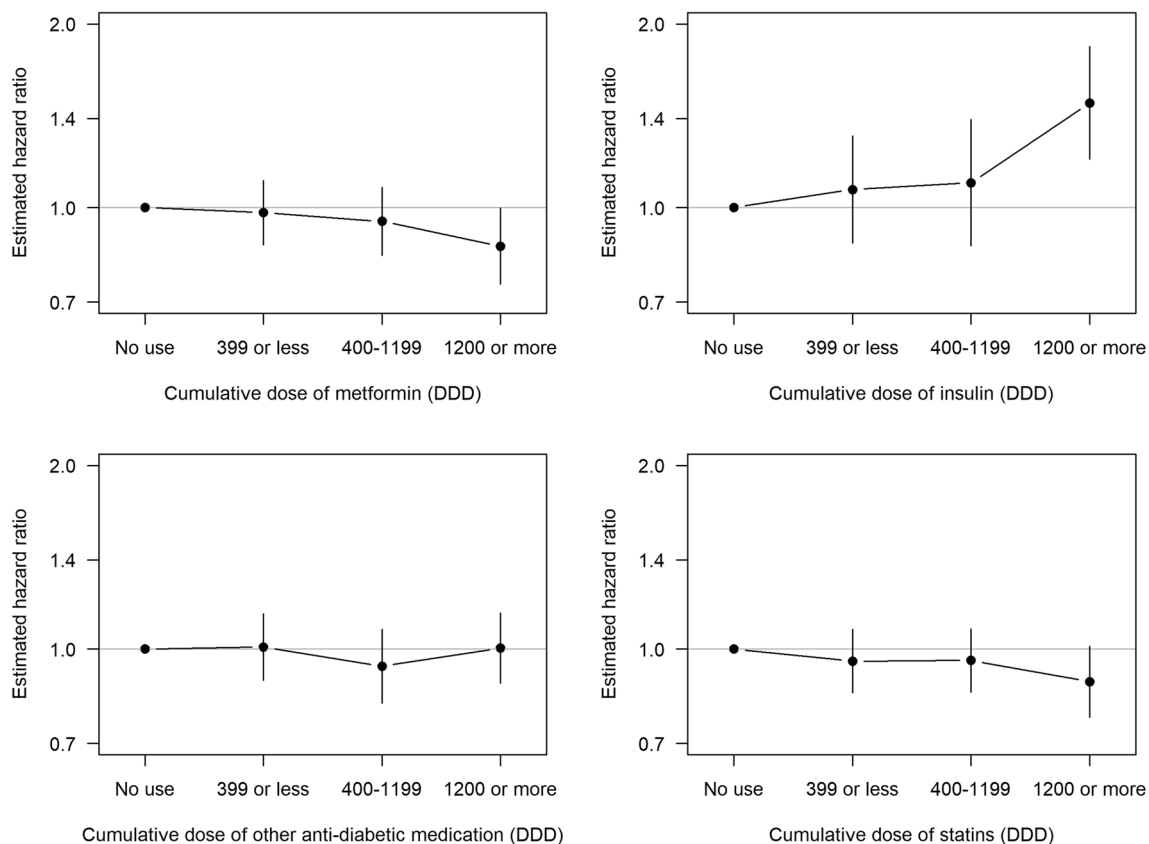 Estimated hazard ratio
2.0
1.4
1.0
0.7
No use 399 or less 400-1199 1200 or more
Cumulative dose of metformin (DDD)
Estimated hazard ratio
2.0
1.4
1.0
0.7
No use 399 or less 400-1199 1200 or more
Cumulative dose of insulin (DDD)
Estimated hazard ratio
2.0
1.4
1.0
0.7
No use 399 or less 400-1199 1200 or more
Cumulative dose of other anti-diabetic medication (DDD)
Estimated hazard ratio
2.0
1.4
1.0
0.7
No use 399 or less 400-1199 1200 or more
Cumulative dose of statins (DDD)